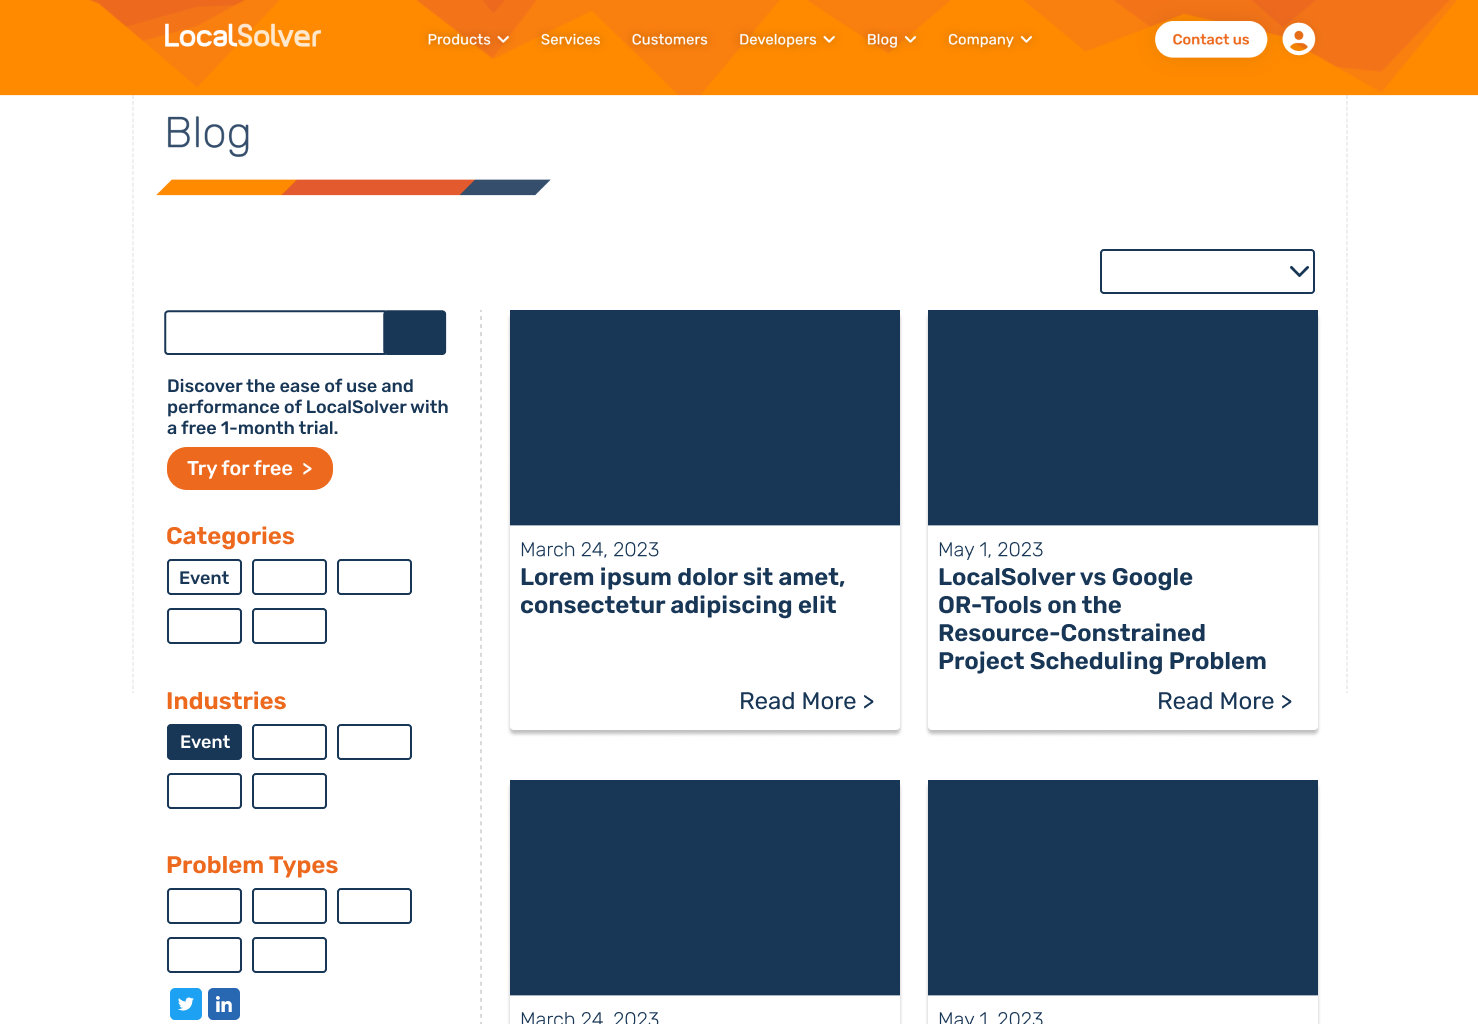 LocalSolver
Products
Services
Customers
Developers
Blog
Company
Contact us
Blog
Discover the ease of use and
performance of LocalSolver with
a free 1-month trial.
Try for free >
Categories
Event
Industries
Event
Problem Types
in
March 24, 2023
Lorem ipsum dolor sit amet,
consectetur adipiscing elit
Read More >
May 1, 2023
LocalSolver vs Google
OR-Tools on the
Resource-Constrained
Project Scheduling Problem
Read More >
March 24, 2023
May 1, 2023